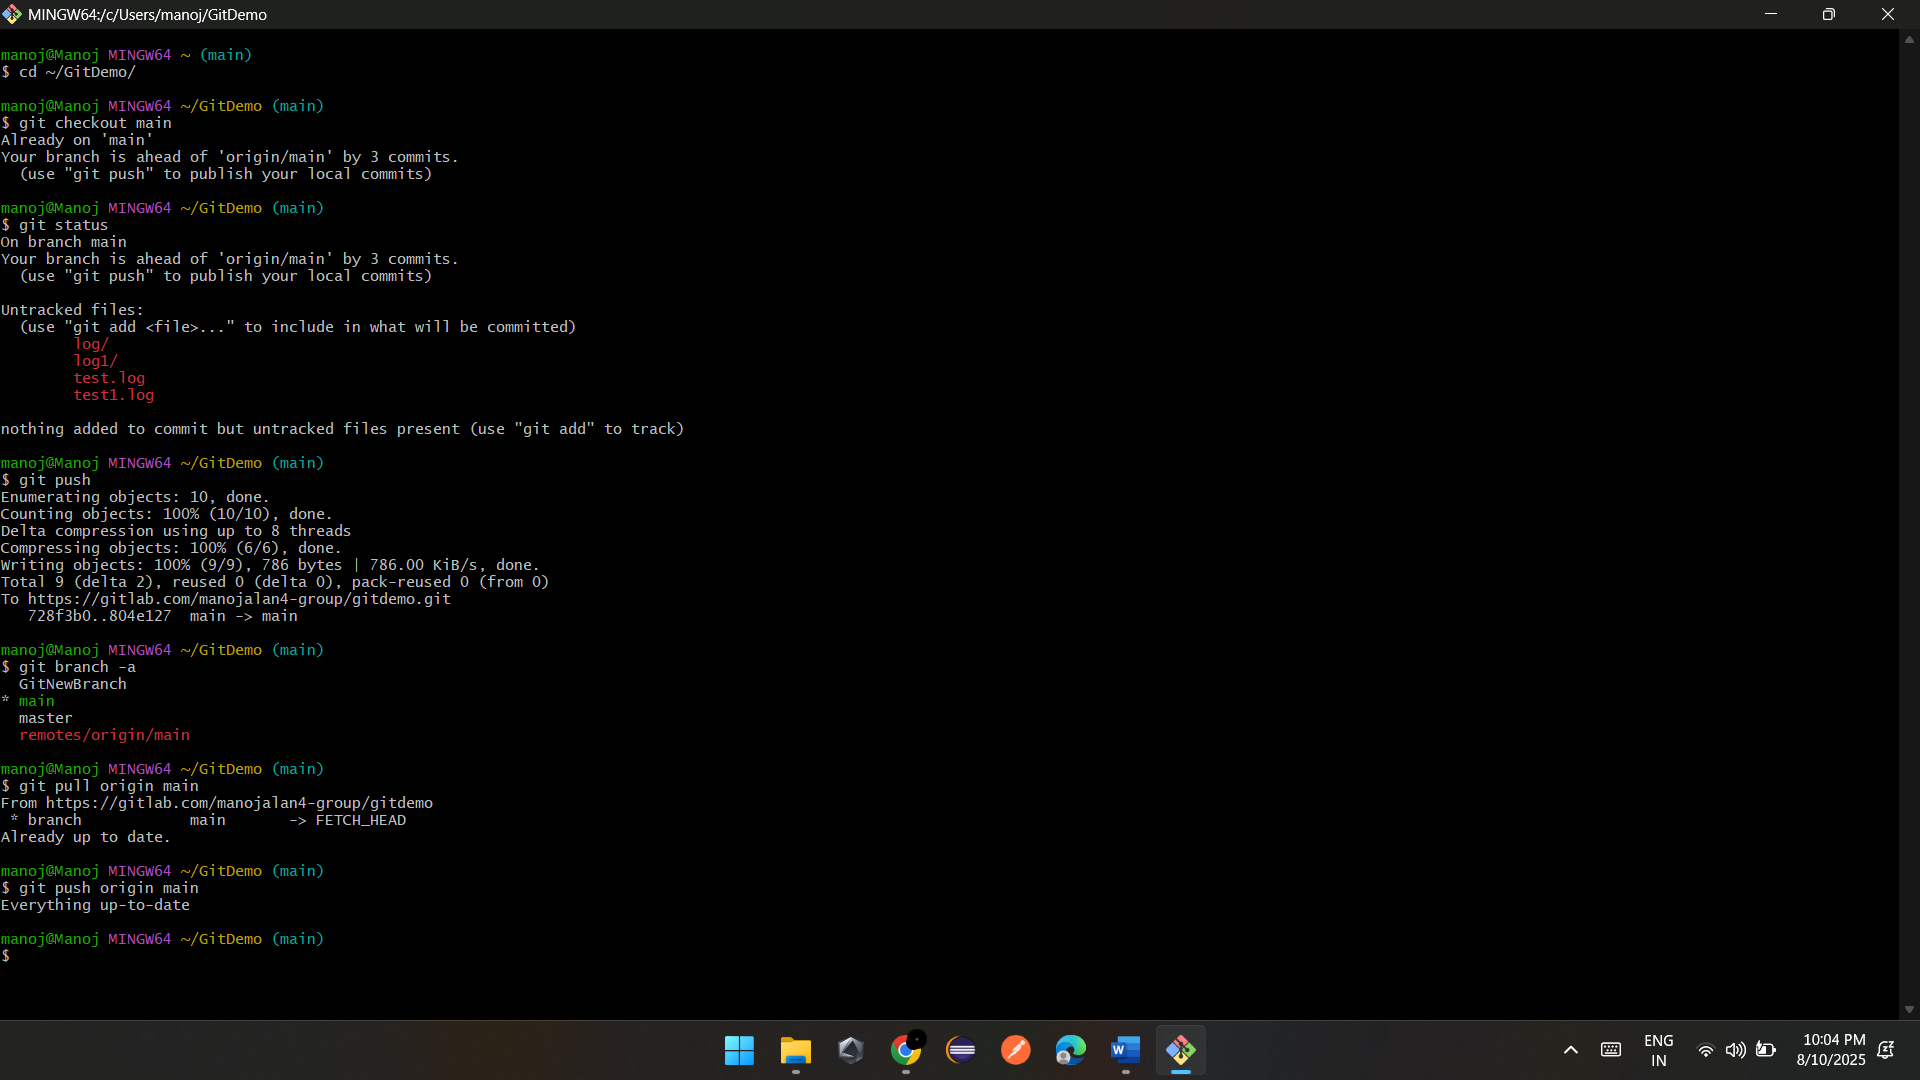 MINGW64:/c/Users/manoj/GitDemo
manoj@Manoj MINGW64 ~ (main)
$ cd ~/GitDemo/
manoj@Manoj MINGW64 ~/GitDemo (main)
$ git checkout main
Already on 'main'
Your branch is ahead of 'origin/main' by 3 commits.
  (use "git push" to publish your local commits)
manoj@Manoj MINGW64 ~/GitDemo (main)
$ git status
On branch main
Your branch is ahead of 'origin/main' by 3 commits.
  (use "git push" to publish your local commits)
Untracked files:
  (use "git add <file>..." to include in what will be committed)
        log/
        log1/
        test.log
        test1.log
nothing added to commit but untracked files present (use "git add" to track)
manoj@Manoj MINGW64 ~/GitDemo (main)
$ git push
Enumerating objects: 10, done.
Counting objects: 100% (10/10), done.
Delta compression using up to 8 threads
Compressing objects: 100% (6/6), done.
Writing objects: 100% (9/9), 786 bytes | 786.00 KiB/s, done.
Total 9 (delta 2), reused 0 (delta 0), pack-reused 0 (from 0)
To https://gitlab.com/manojalan4-group/gitdemo.git
   728f3b0..804e127  main -> main
manoj@Manoj MINGW64 ~/GitDemo (main)
$ git branch -a
  GitNewBranch
* main
  master
  remotes/origin/main
manoj@Manoj MINGW64 ~/GitDemo (main)
$ git pull origin main
From https://gitlab.com/manojalan4-group/gitdemo
 * branch            main       -> FETCH_HEAD
Already up to date.
manoj@Manoj MINGW64 ~/GitDemo (main)
$ git push origin main
Everything up-to-date
manoj@Manoj MINGW64 ~/GitDemo (main)
$
W
ENG
IN
10:04 PM
8/10/2025